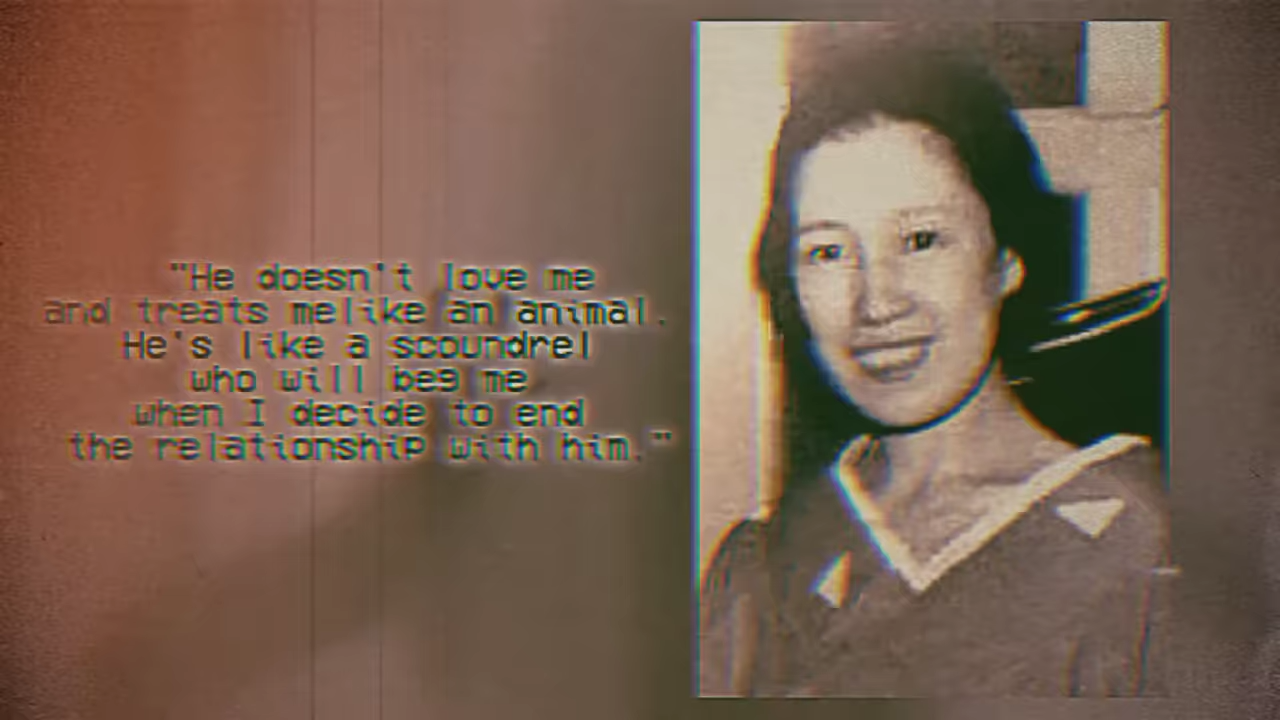 "He doesn't love me
and treats melike an animal.
He's like a scoundrel
who will beg me
when I decide to end
the relationship with him."